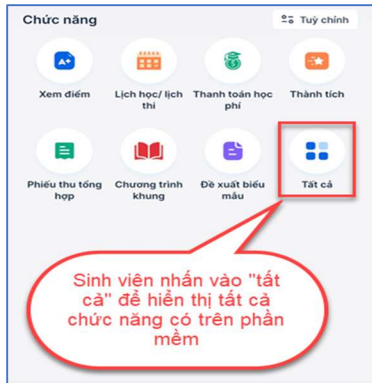 Chức năng
Tuỳ chỉnh
A+
Xem điểm
Lịch học/ lịch
thi
Thanh toán học
phí
Thành tích
Phiếu thu tổng
hợp
Chương trình
khung
Đề xuất biểu
mẫu
Tất cả
Sinh viên nhấn vào "tất
cả" để hiển thị tất cả
chức năng có trên phần
mềm